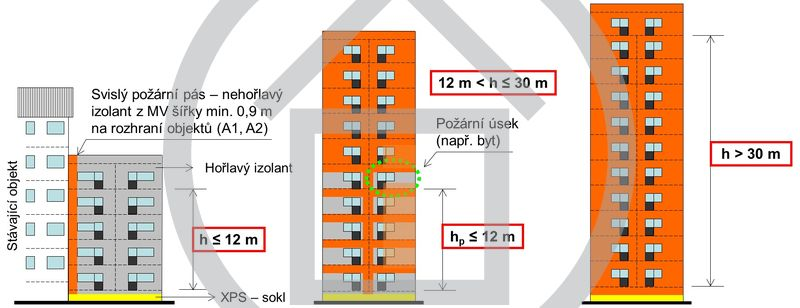 Svislý požární pás – nehořlavý
izolant z MV šířky min. 0,9 m
na rozhraní objektů (A1, A2)
Hořlavý izolant
Stávající objekt
h ≤ 12 m
XPS – sokl
12 m < h ≤ 30 m
Požární úsek
(např. byt)
hp ≤ 12 m
h > 30 m